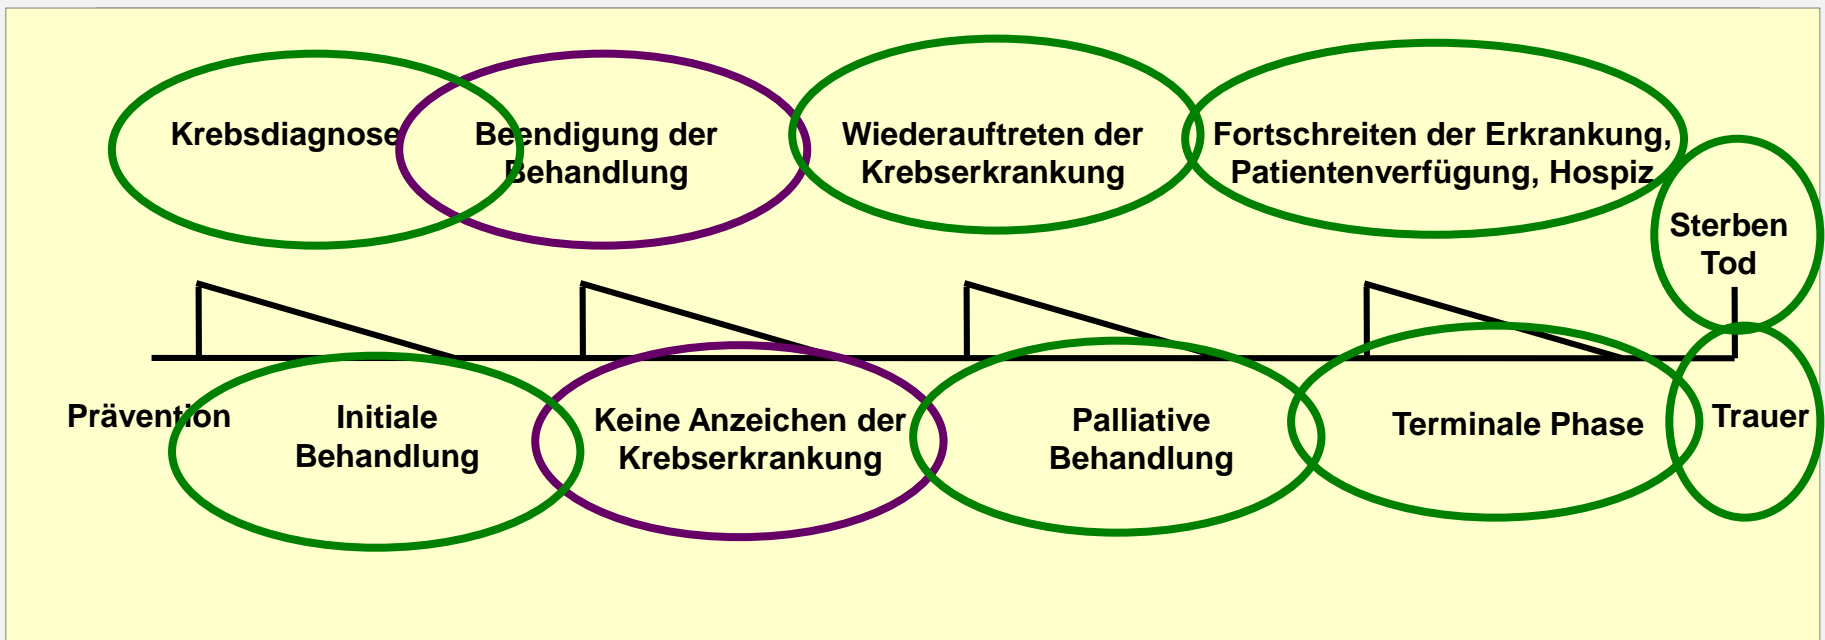 Krebsdiagnose
Beendigung der
Behandlung
Wiederauftreten der
Krebserkrankung
Fortschreiten der Erkrankung,
Patientenverfügung, Hospiz
Sterben
Tod
Prävention
Initiale
Behandlung
Keine Anzeichen der
Krebserkrankung
Palliative
Behandlung
Terminale Phase
Trauer